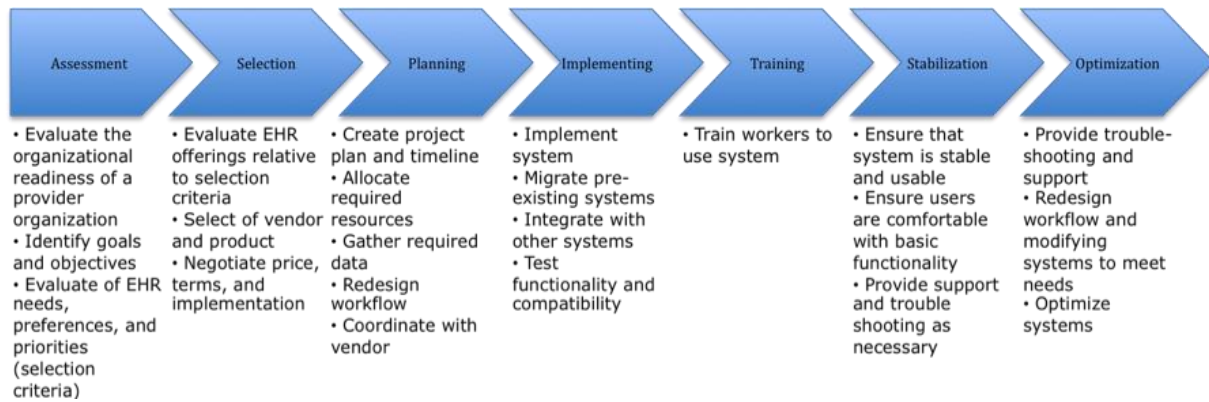 Assessment
Selection
Planning
Implementing
Training
Stabilization
Optimization
• Evaluate the
organizational
readiness of a
provider
organization
• Identify goals
and objectives
• Evaluate of EHR
needs,
preferences, and
priorities
(selection
criteria)
• Evaluate EHR
offerings relative
to selection
criteria
• Select of vendor
and product
• Negotiate price,
terms, and
implementation
• Create project
plan and timeline
• Allocate
required
resources
• Gather required
data
• Redesign
workflow
• Coordinate with
vendor
• Implement
system
• Migrate pre-
existing systems
• Integrate with
other systems
• Test
functionality and
compatibility
• Train workers to
use system
• Ensure that
system is stable
and usable
• Ensure users
are comfortable
with basic
functionality
• Provide support
and trouble
shooting as
necessary
• Provide trouble-
shooting and
support
• Redesign
workflow and
modifying
systems to meet
needs
• Optimize
systems